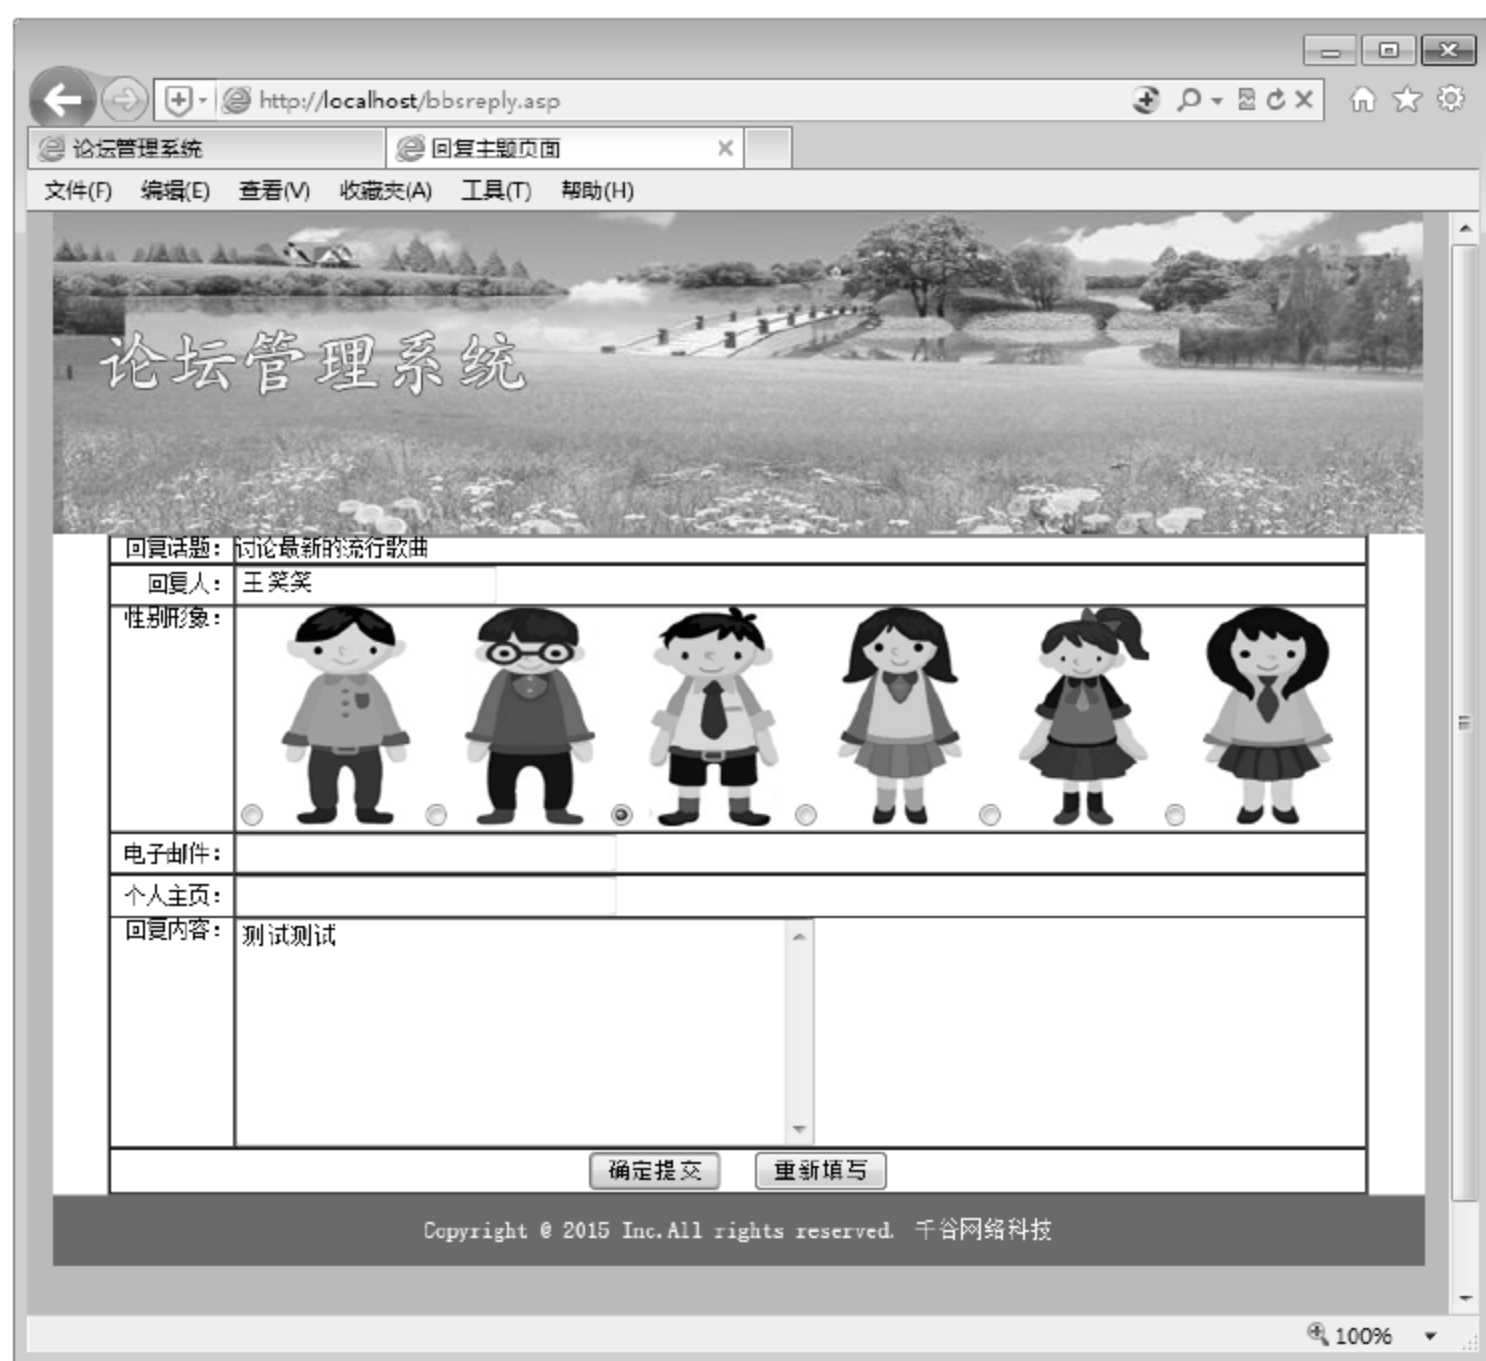 http://localhost/bbsreply.asp
论坛管理系统
回复主题页面
文件(F) 编辑(E) 查看(V) 收藏夹(A) 工具(T) 帮助(H)
论坛管理系统
回复话题：讨论最新的流行歌曲
回复人：王笑笑
性别形象：
电子邮件：
个人主页：
回复内容：测试测试
确定提交 重新填写
Copyright @ 2015 Inc.All rights reserved. 千谷网络科技
100%